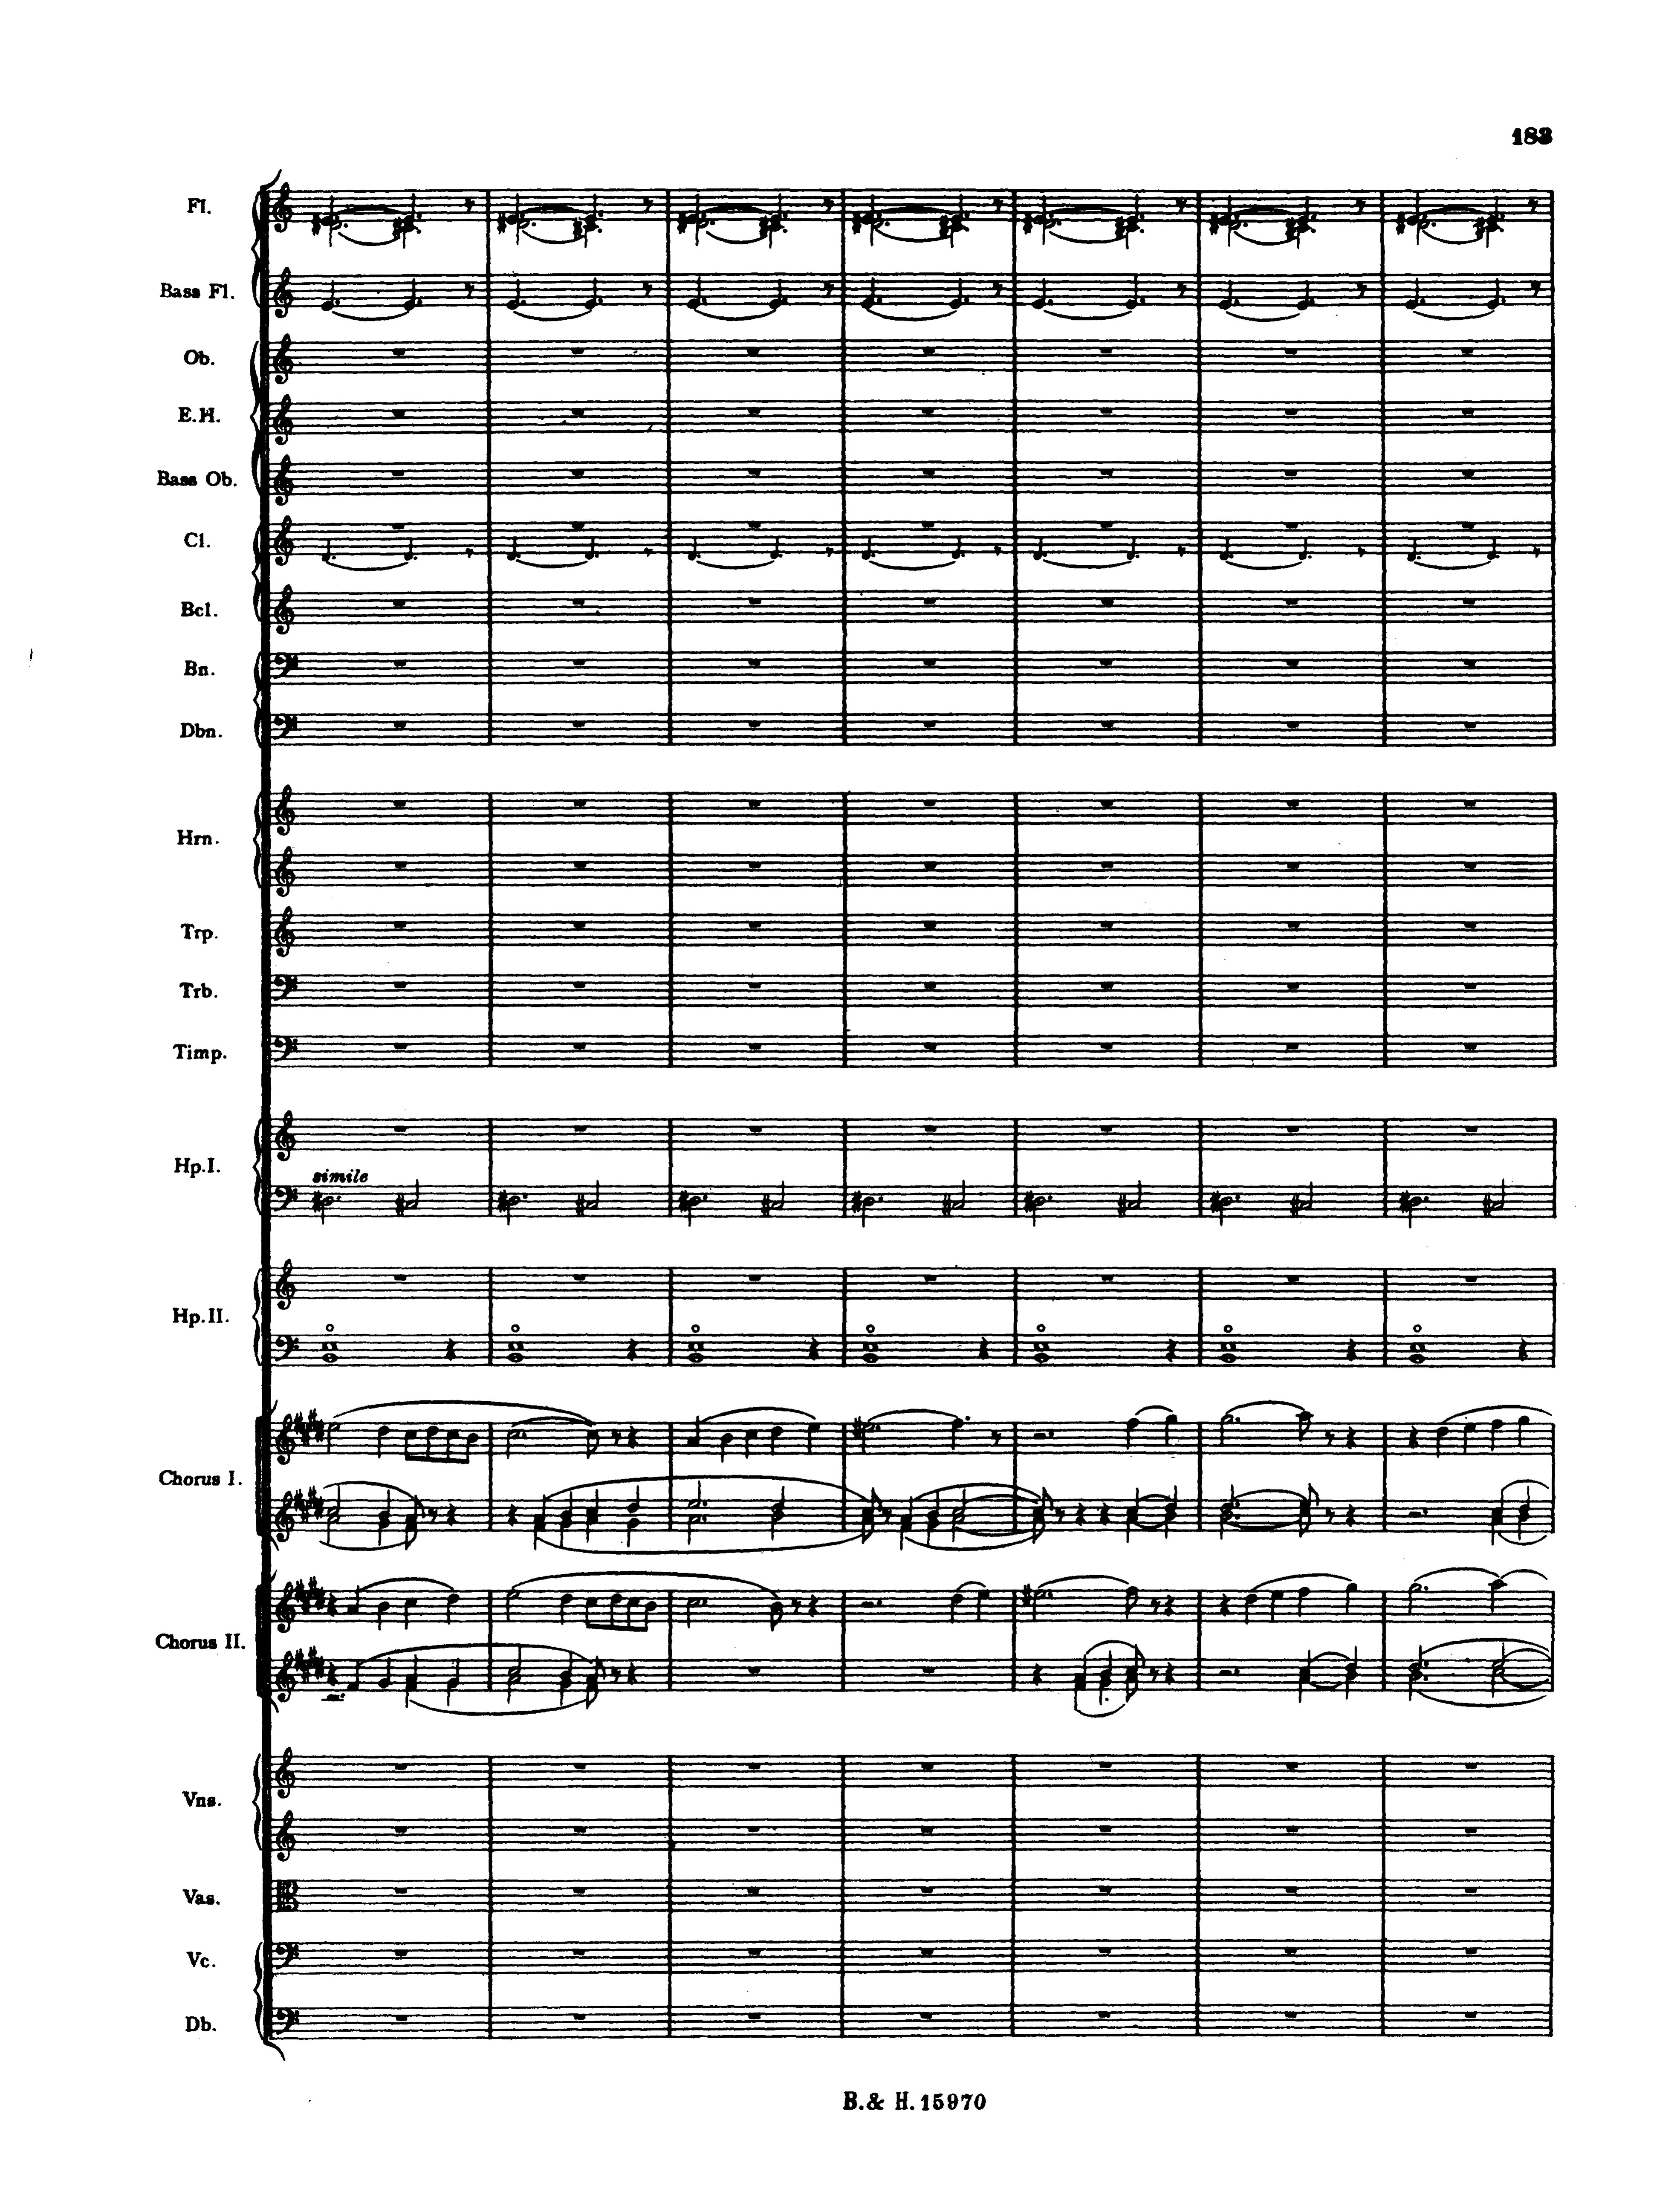 183
Fl.
Bass Fl.
Ob.
E.H.
Bass Ob.
Cl.
Bcl.
Bn.
Dbn.
Hrn.
Trp.
Trb.
Timp.
Hp.I.
simile
Hp.II.
Chorus I.
Chorus II.
Vns.
Vas.
Vc.
Db.
B.& H. 15970